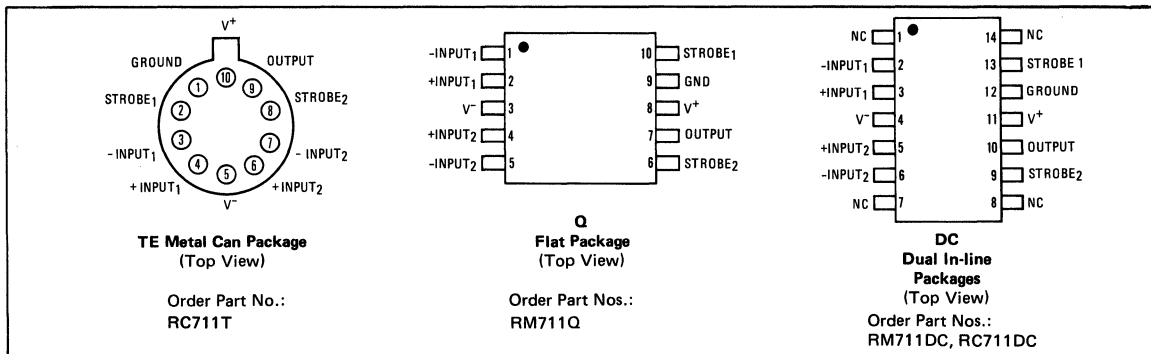 V+
GROUND
OUTPUT
STROBE1
STROBE2
-INPUT1
- INPUT2
+INPUT1
+INPUT2
V-
10
1
9
2
8
3
7
4
6
5
TE Metal Can Package
(Top View)
Order Part No.:
RC711T
-INPUT1 1
+INPUT1 2
V- 3
+INPUT2 4
-INPUT2 5
10 STROBE1
9 GND
8 V+
7 OUTPUT
6 STROBE2
Q
Flat Package
(Top View)
Order Part Nos.:
RM711Q
NC 1
-INPUT1 2
+INPUT1 3
V- 4
+INPUT2 5
-INPUT2 6
NC 7
14 NC
13 STROBE 1
12 GROUND
11 V+
10 OUTPUT
9 STROBE2
8 NC
DC
Dual In-line
Packages
(Top View)
Order Part Nos.:
RM711DC, RC711DC